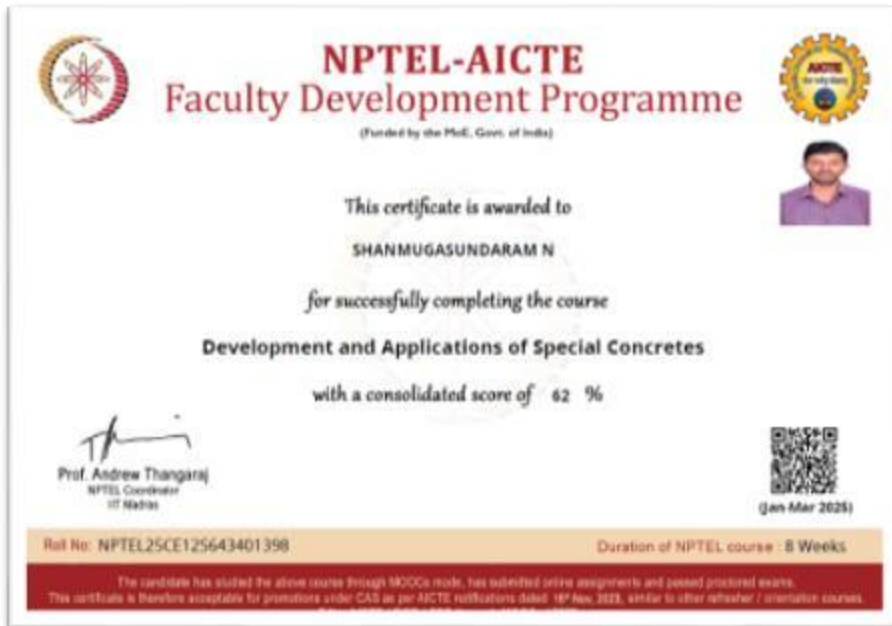 NPTEL-AICTE
Faculty Development Programme
(Funded by the MoE, Govt. of India)
AICTE
This certificate is awarded to
SHANMUGASUNDARAM N
for successfully completing the course
Development and Applications of Special Concretes
with a consolidated score of 62 %
Prof. Andrew Thangaraj
NPTEL Coordinator
IIT Madras
(Jan-Mar 2025)
Roll No: NPTEL25CE125643401398 Duration of NPTEL course : 8 Weeks
The candidate has studied the above course through MOOCs mode, has submitted online assignments and passed proctored exams.
This certificate is therefore acceptable for promotions under CAS as per AICTE notifications dated 16th Nov, 2023, similar to other refresher / orientation courses.